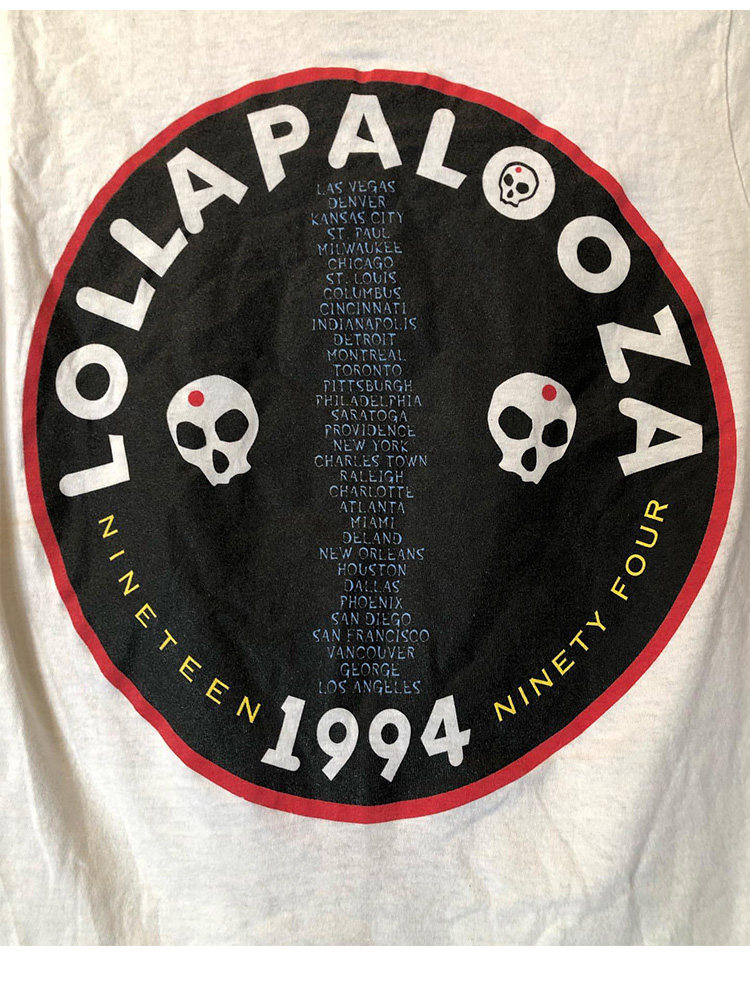 LOLLAPALOOZA
LAS VEGAS
DENVER
KANSAS CITY
ST. PAUL
MILWAUKEE
CHICAGO
ST. LOUIS
COLUMBUS
CINCINNATI
INDIANAPOLIS
DETROIT
MONTREAL
TORONTO
PITTSBURGH
PHILADELPHIA
SARATOGA
PROVIDENCE
NEW YORK
CHARLES TOWN
RALEIGH
CHARLOTTE
ATLANTA
MIAMI
DELAND
NEW ORLEANS
HOUSTON
DALLAS
PHOENIX
SAN DIEGO
SAN FRANCISCO
VANCOUVER
GEORGE
LOS ANGELES
NINETEEN NINETY FOUR
1994